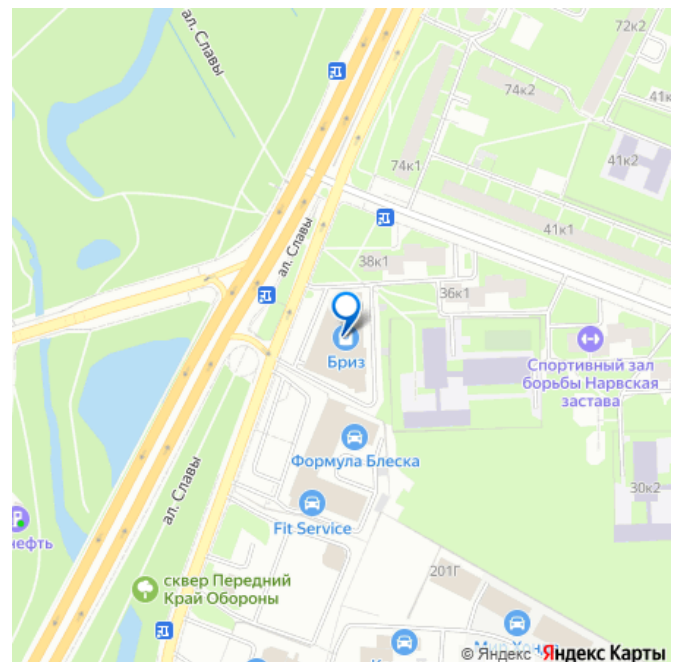 ал. Славы
72к2
74к2
41к
41к2
74к1
41к1
ал. Славы
38к1
36к1
Бриз
Спортивный зал
борьбы Нарвская
застава
Формула Блеска
ал. Славы
30к2
Fit Service
нефть
201Г
сквер Передний
Край Обороны
© Яндекс Яндекс Карты